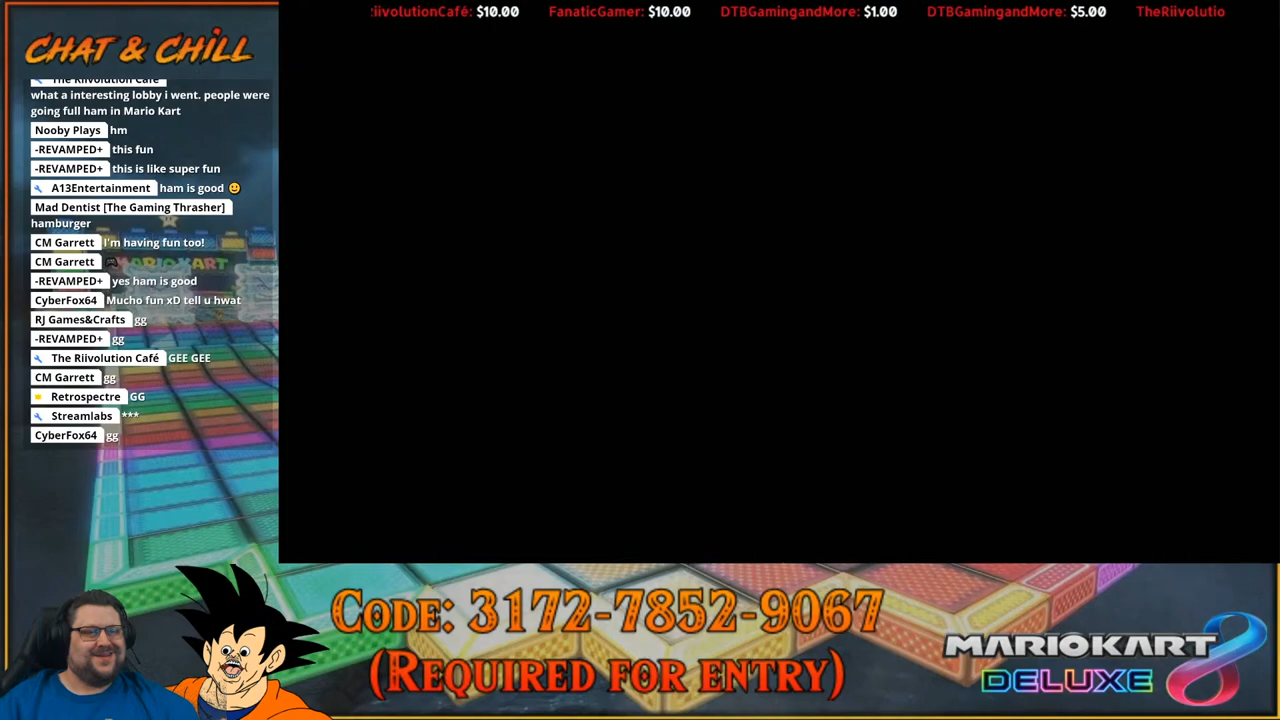 :iivolutionCafé: $10.00 FanaticGamer: $10.00 DTBGamingandMore: $1.00 DTBGamingandMore: $5.00 TheRiivolutio
CHAT & CHILL
The Riivolution Café
what a interesting lobby i went. people were
going full ham in Mario Kart
Nooby Plays hm
-REVAMPED+ this fun
-REVAMPED+ this is like super fun
A13Entertainment ham is good
Mad Dentist [The Gaming Thrasher]
hamburger
CM Garrett I'm having fun too!
CM Garrett
MARIO KART
-REVAMPED+ yes ham is good
CyberFox64 Mucho fun xD tell u hwat
RJ Games&Crafts gg
-REVAMPED+ gg
The Riivolution Café GEE GEE
CM Garrett gg
Retrospectre GG
Streamlabs ***
CyberFox64 gg
CODE: 3172-7852-9067
(REQUIRED FOR ENTRY)
MARIOKART 8
DELUXE